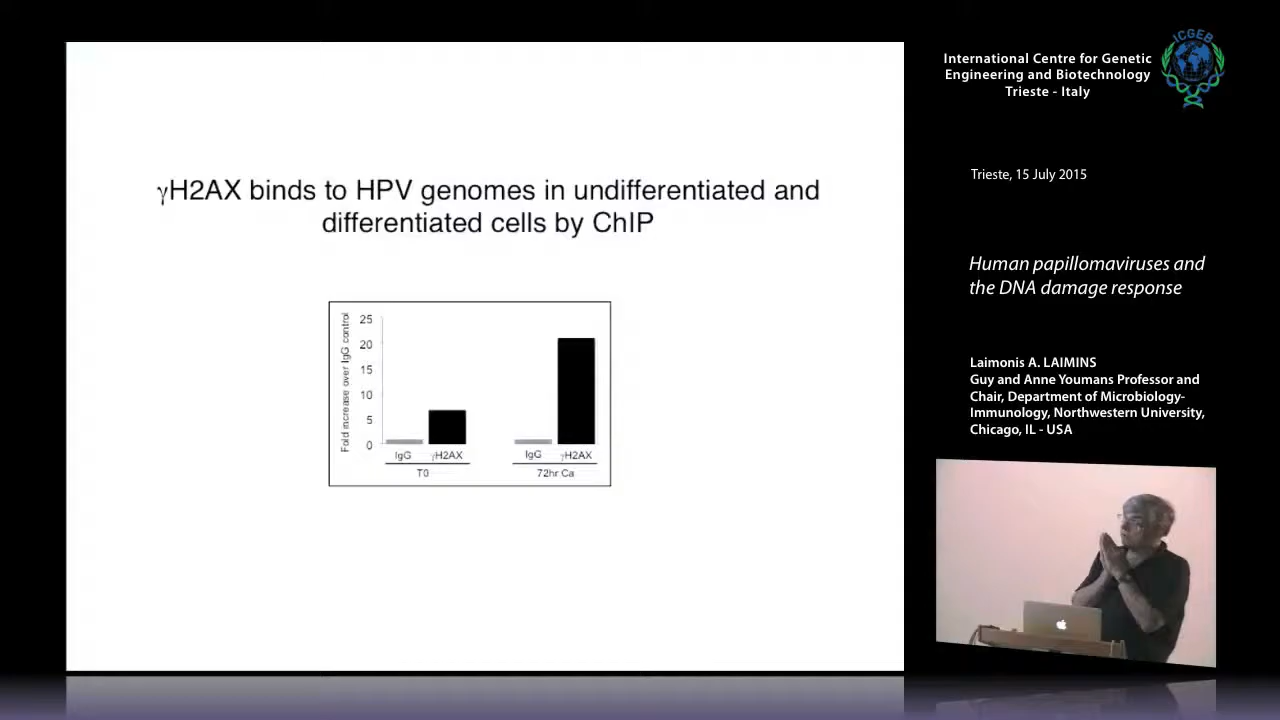 γH2AX binds to HPV genomes in undifferentiated and
differentiated cells by ChIP
Fold increase over IgG control
25
20
15
10
5
0
IgG γH2AX IgG γH2AX
T0 72hr Ca
International Centre for Genetic
Engineering and Biotechnology
Trieste - Italy
ICGEB
Trieste, 15 July 2015
Human papillomaviruses and
the DNA damage response
Laimonis A. LAIMINS
Guy and Anne Youmans Professor and
Chair, Department of Microbiology-
Immunology, Northwestern University,
Chicago, IL - USA